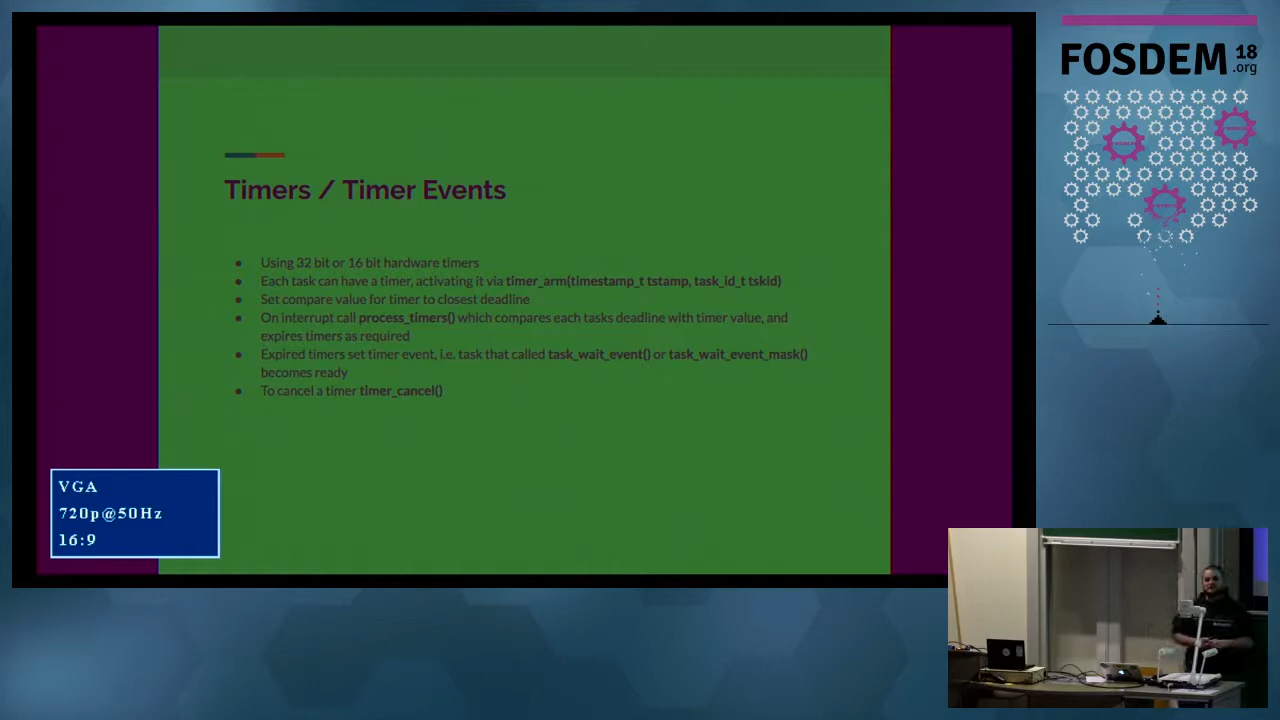 FOSDEM 18
.org
Timers / Timer Events
● Using 32 bit or 16 bit hardware timers
● Each task can have a timer, activating it via timer_arm(timestamp_t tstamp, task_id_t tskid)
● Set compare value for timer to closest deadline
● On interrupt call process_timers() which compares each tasks deadline with timer value, and
expires timers as required
● Expired timers set timer event, i.e. task that called task_wait_event() or task_wait_event_mask()
becomes ready
● To cancel a timer timer_cancel()
VGA
720p@50Hz
16:9